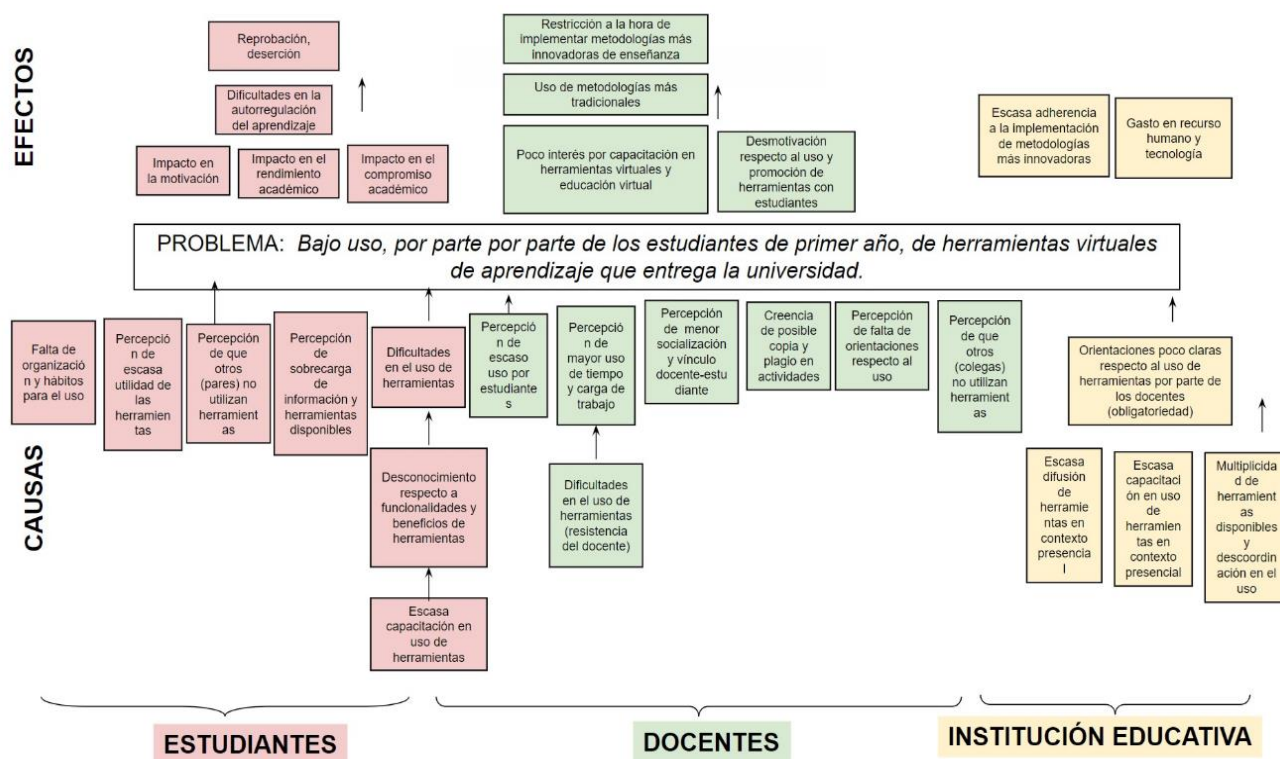 EFECTOS
Reprobación,
deserción
Dificultades en la
autorregulación
del aprendizaje
Impacto en
la motivación
Impacto en el
rendimiento
académico
Impacto en el
compromiso
académico
Restricción a la hora de
implementar metodologías más
innovadoras de enseñanza
Uso de metodologías más
tradicionales
Poco interés por capacitación en
herramientas virtuales y
educación virtual
Desmotivación
respecto al uso y
promoción de
herramientas con
estudiantes
Escasa adherencia
a la implementación
de metodologías
más innovadoras
Gasto en recurso
humano y
tecnología
PROBLEMA: Bajo uso, por parte por parte de los estudiantes de primer año, de herramientas virtuales
de aprendizaje que entrega la universidad.
CAUSAS
Falta de
organizació
n y hábitos
para el uso
Percepció
n de escasa
utilidad de
las
herramien
tas
Percepción
de que otros
(pares) no
utilizan
herramient
as
Percepción
de
sobrecarga
de
información y
herramientas
disponibles
Dificultades
en el uso de
herramientas
Percepció
n de
escaso
uso por
estudiante
s
Percepció
n de
mayor uso
de tiempo
y carga de
trabajo
Percepción
de menor
socialización
y vínculo
docente-estu
diante
Creencia
de posible
copia y
plagio en
actividades
Percepción
de falta de
orientaciones
respecto al
uso
Percepción
de que
otros
(colegas)
no utilizan
herramient
as
Orientaciones poco claras
respecto al uso de
herramientas por parte de
los docentes
(obligatoriedad)
Desconocimiento
respecto a
funcionalidades y
beneficios de
herramientas
Dificultades
en el uso de
herramientas
(resistencia
del docente)
Escasa
difusión
de
herramie
ntas en
contexto
presencia
l
Escasa
capacitaci
ón en uso
de
herramien
tas en
contexto
presencial
Multiplicida
d de
herramient
as
disponibles
y
descoordin
ación en el
uso
Escasa
capacitación en
uso de
herramientas
ESTUDIANTES
DOCENTES
INSTITUCIÓN EDUCATIVA